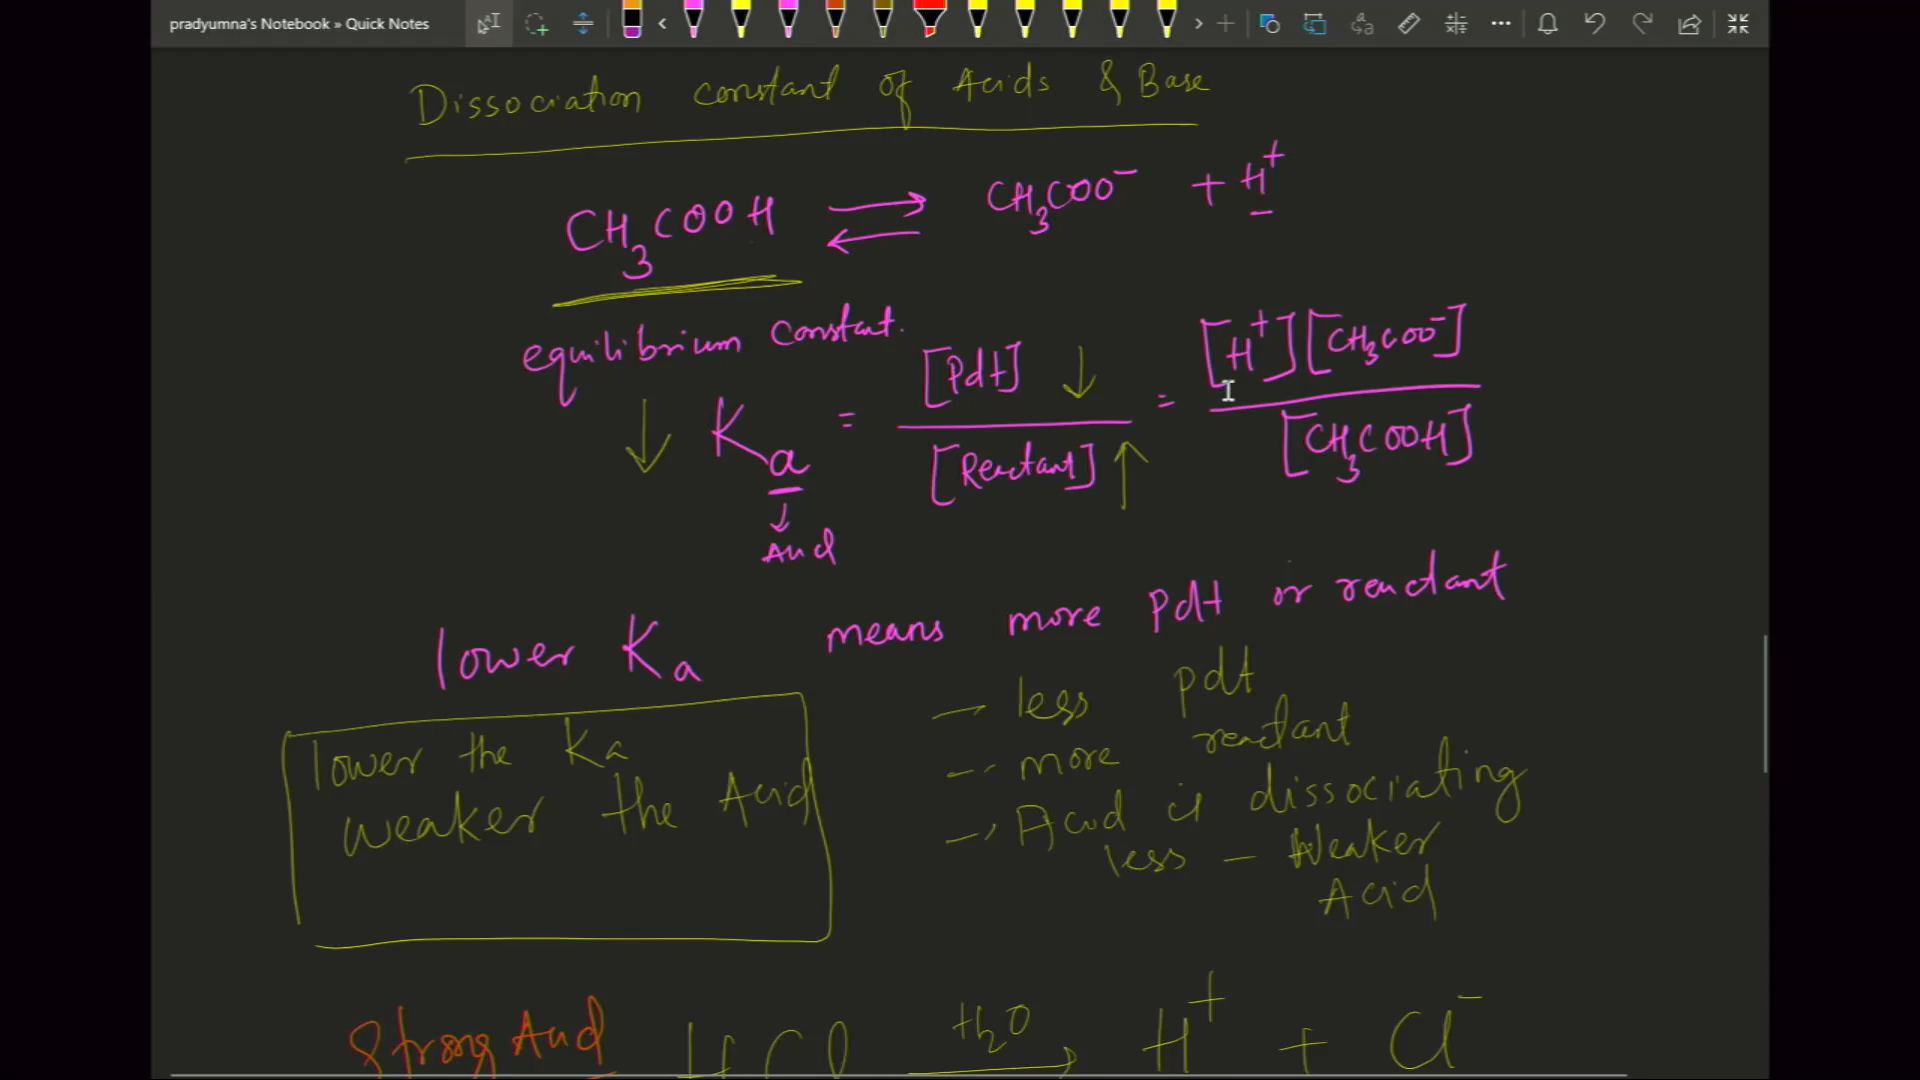 pradyumna's Notebook » Quick Notes
Dissociation constant of Acids & Base
CH3COOH ⇌ CH3COO⁻ + H⁺
equilibrium constant.
↓ Ka = [Pdt] ↓ / [Reactant] ↑ = [H⁺][CH3COO⁻] / [CH3COOH]
↓
Acid
lower Ka means more Pdt or reactant
— less pdt
lower the Ka
-- more reactant
weaker the Acid
-- Acid is dissociating
less — Weaker
Acid
Strong Acid HCl H2O → H⁺ + Cl⁻